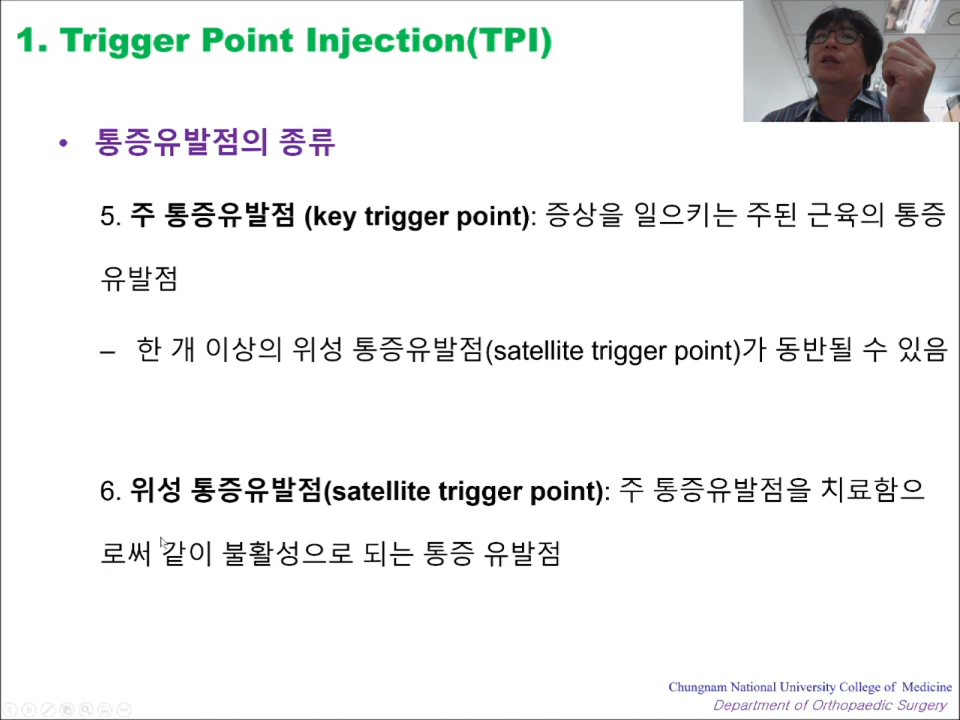 1. Trigger Point Injection(TPI)
• 통증유발점의 종류
5. 주 통증유발점 (key trigger point): 증상을 일으키는 주된 근육의 통증
유발점
– 한 개 이상의 위성 통증유발점(satellite trigger point)가 동반될 수 있음
6. 위성 통증유발점(satellite trigger point): 주 통증유발점을 치료함으
로써 같이 불활성으로 되는 통증 유발점
Chungnam National University College of Medicine
Department of Orthopaedic Surgery